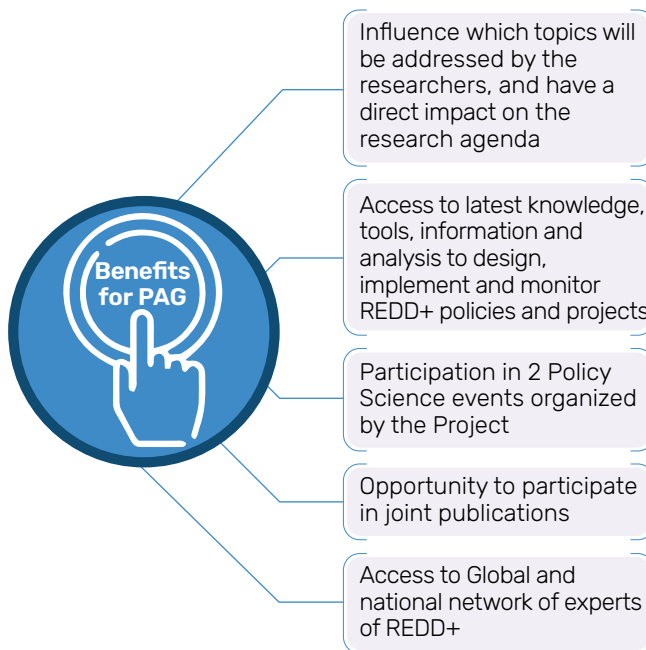 Influence which topics will
be addressed by the
researchers, and have a
direct impact on the
research agenda
Access to latest knowledge,
tools, information and
analysis to design,
implement and monitor
REDD+ policies and projects
Benefits
for PAG
Participation in 2 Policy
Science events organized
by the Project
Opportunity to participate
in joint publications
Access to Global and
national network of experts
of REDD+